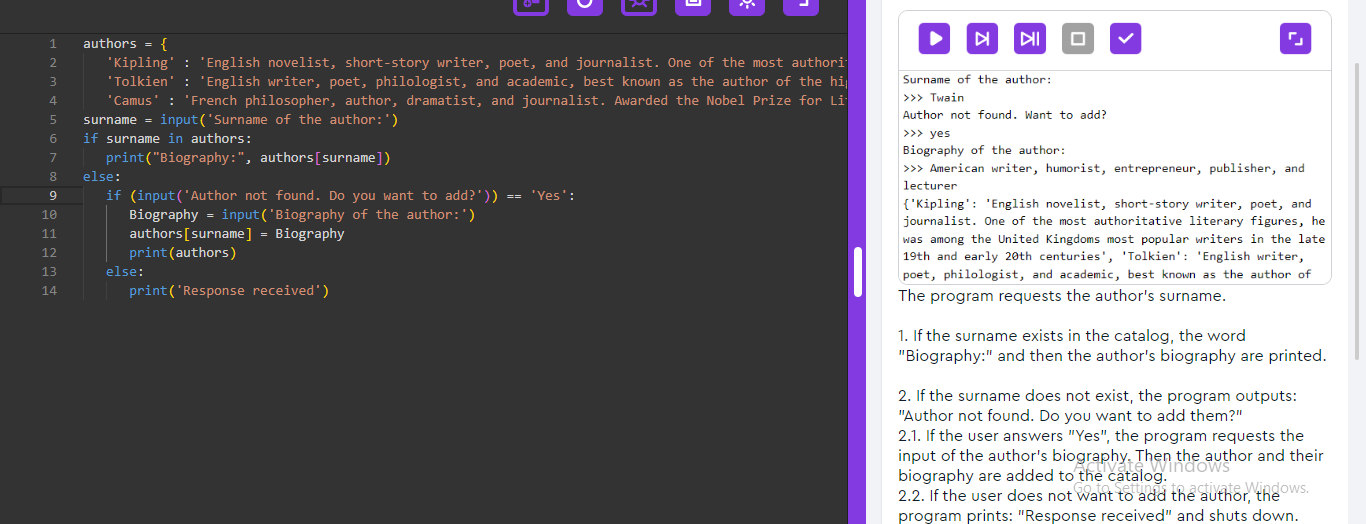 1 authors = {
2 'Kipling' : 'English novelist, short-story writer, poet, and journalist. One of the most authori
3 'Tolkien' : 'English writer, poet, philologist, and academic, best known as the author of the hi
4 'Camus' : 'French philosopher, author, dramatist, and journalist. Awarded the Nobel Prize for Li
5 surname = input('Surname of the author:')
6 if surname in authors:
7 print("Biography:", authors[surname])
8 else:
9 if (input('Author not found. Do you want to add?')) == 'Yes':
10 Biography = input('Biography of the author:')
11 authors[surname] = Biography
12 print(authors)
13 else:
14 print('Response received')
Surname of the author:
>>> Twain
Author not found. Want to add?
>>> yes
Biography of the author:
>>> American writer, humorist, entrepreneur, publisher, and
lecturer
{'Kipling': 'English novelist, short-story writer, poet, and
journalist. One of the most authoritative literary figures, he
was among the United Kingdoms most popular writers in the late
19th and early 20th centuries', 'Tolkien': 'English writer,
poet, philologist, and academic, best known as the author of
The program requests the author's surname.
1. If the surname exists in the catalog, the word
"Biography:" and then the author's biography are printed.
2. If the surname does not exist, the program outputs:
"Author not found. Do you want to add them?"
2.1. If the user answers "Yes", the program requests the
input of the author's biography. Then the author and their
biography are added to the catalog.
2.2. If the user does not want to add the author, the
program prints: "Response received" and shuts down.
Activate Windows
Go to Settings to activate Windows.